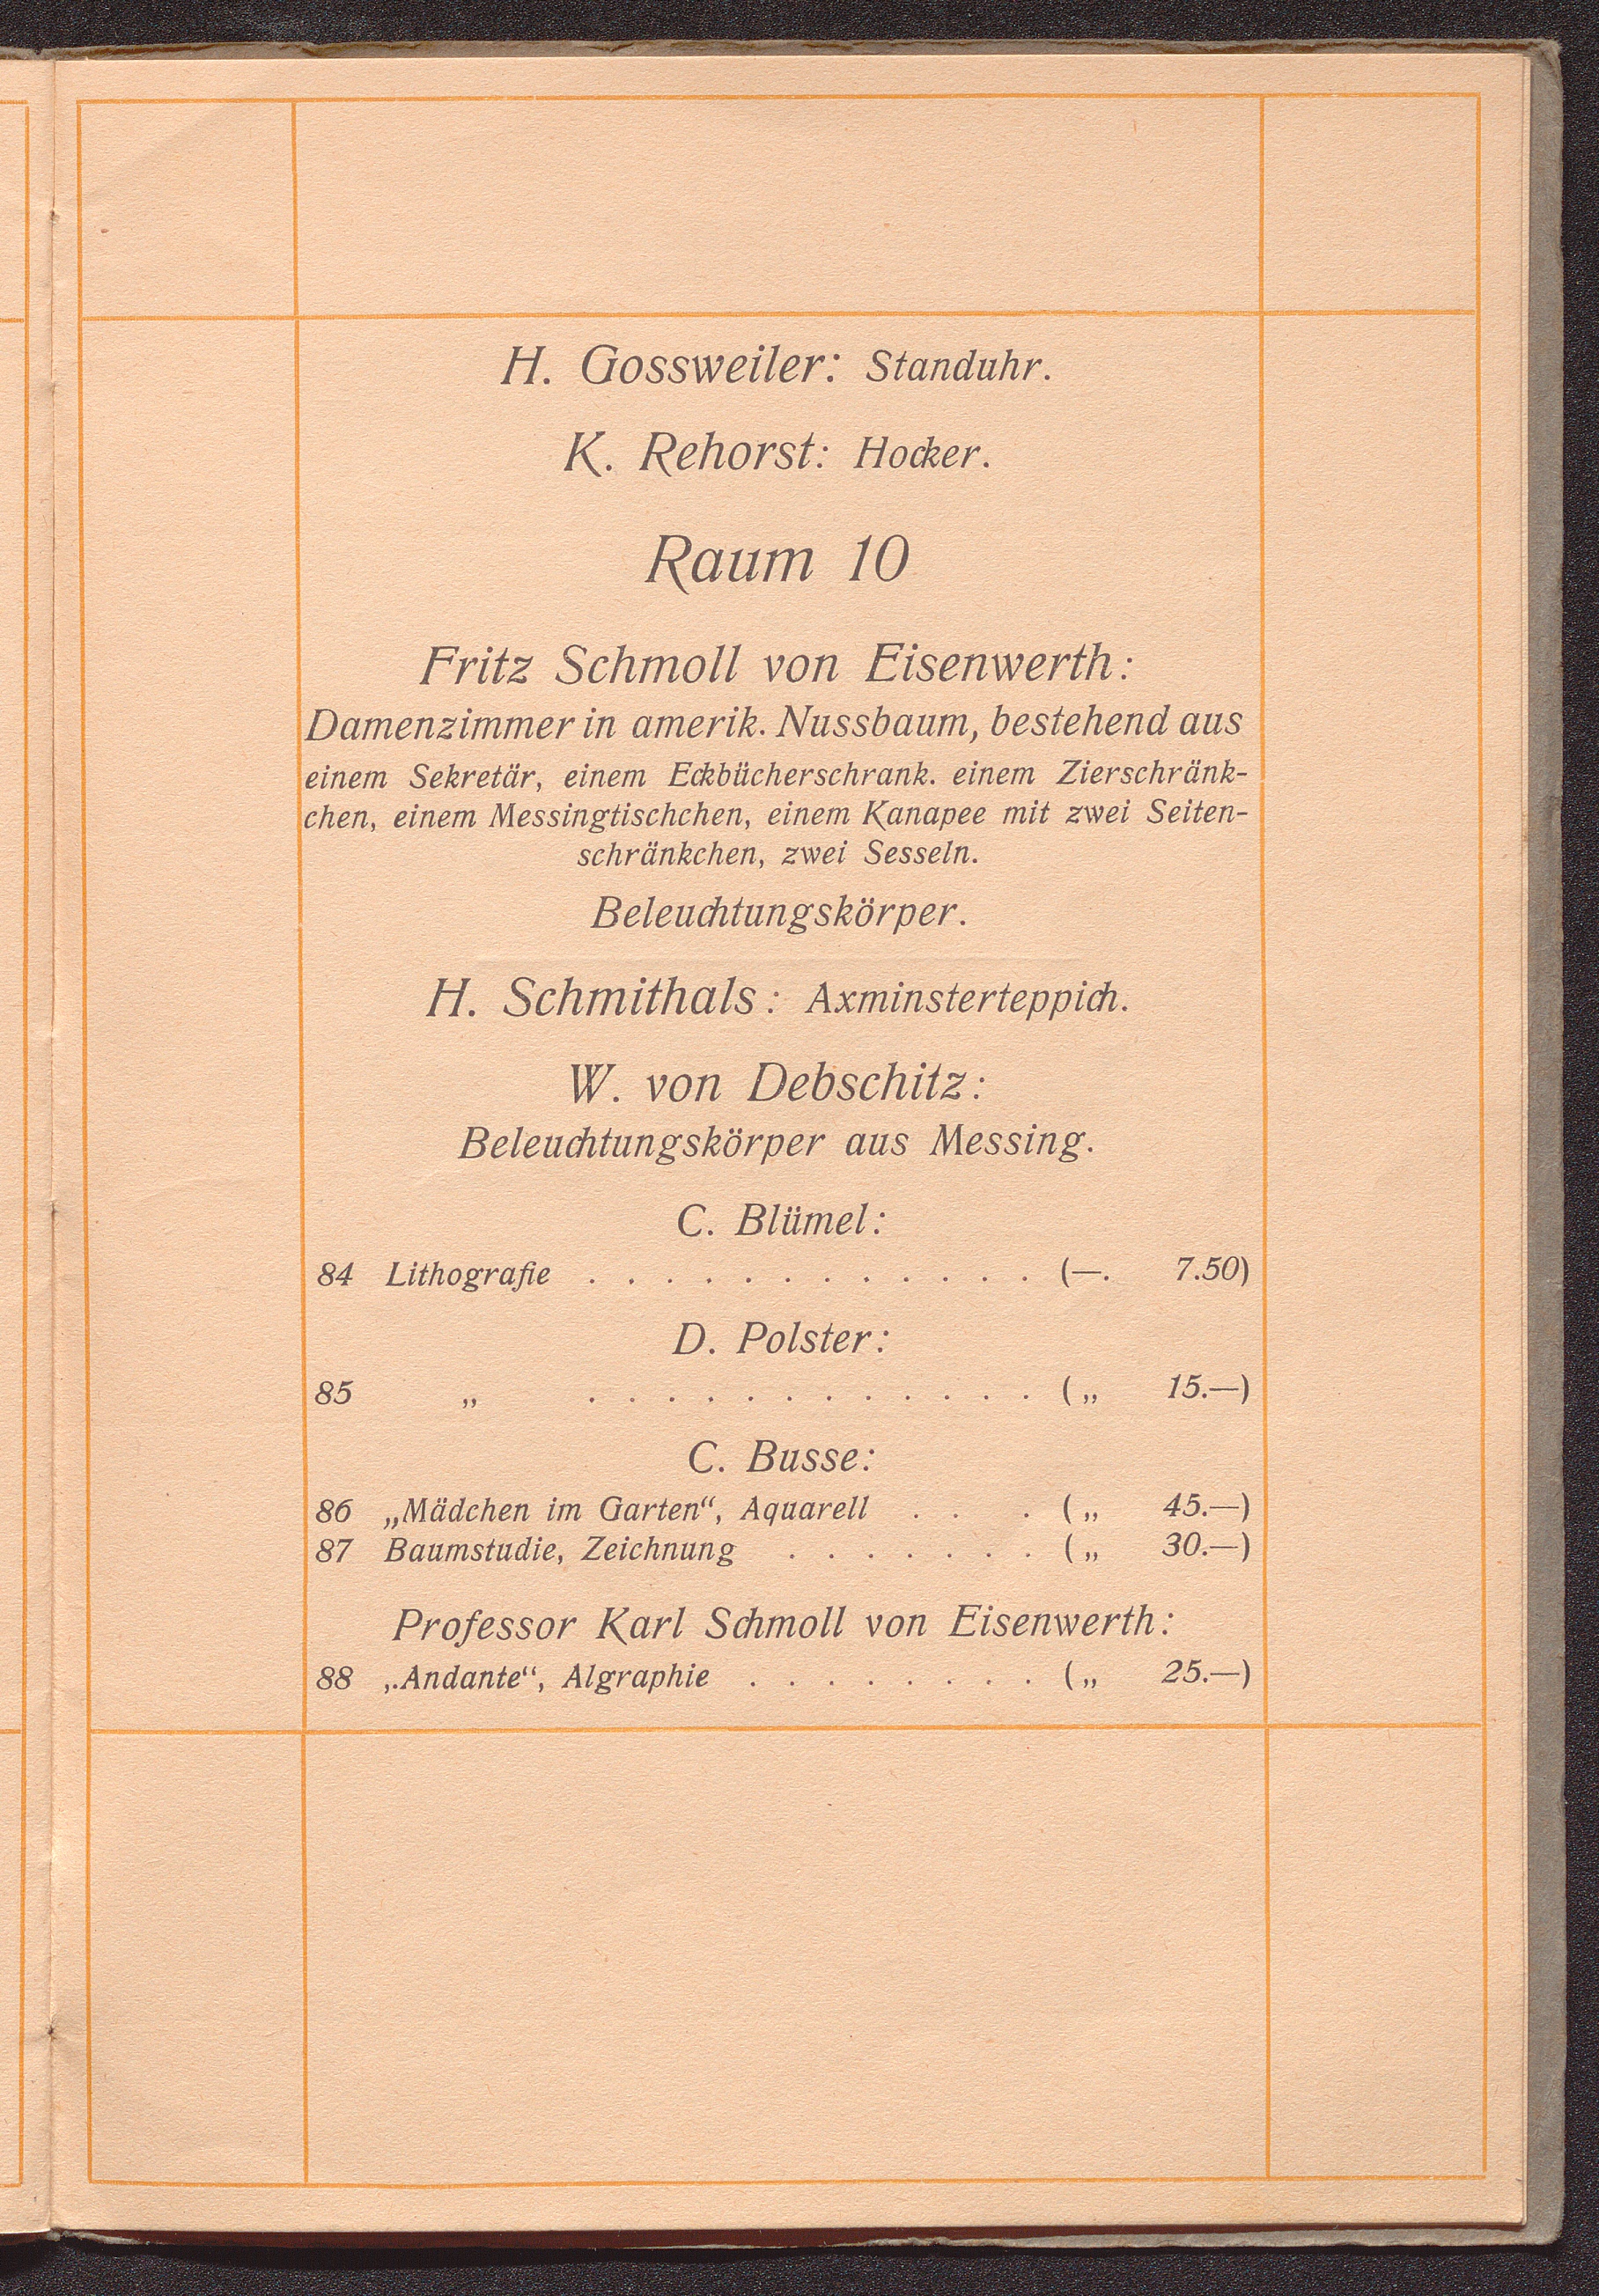 H. Gossweiler: Standuhr.
K. Rehorst: Hocker.
Raum 10
Fritz Schmoll von Eisenwerth:
Damenzimmer in amerik. Nussbaum, bestehend aus
einem Sekretär, einem Eckbücherschrank. einem Zierschränk-
chen, einem Messingtischchen, einem Kanapee mit zwei Seiten-
schränkchen, zwei Sesseln.
Beleuchtungskörper.
H. Schmithals: Axminsterteppich.
W. von Debschitz:
Beleuchtungskörper aus Messing.
C. Blümel:
84 Lithografie . . . . . . . . . . . . (—. 7.50)
D. Polster:
85 „ . . . . . . . . . . . . („ 15.—)
C. Busse:
86 „Mädchen im Garten“, Aquarell . . . („ 45.—)
87 Baumstudie, Zeichnung . . . . . . . („ 30.—)
Professor Karl Schmoll von Eisenwerth:
88 „Andante“, Algraphie . . . . . . . . („ 25.—)